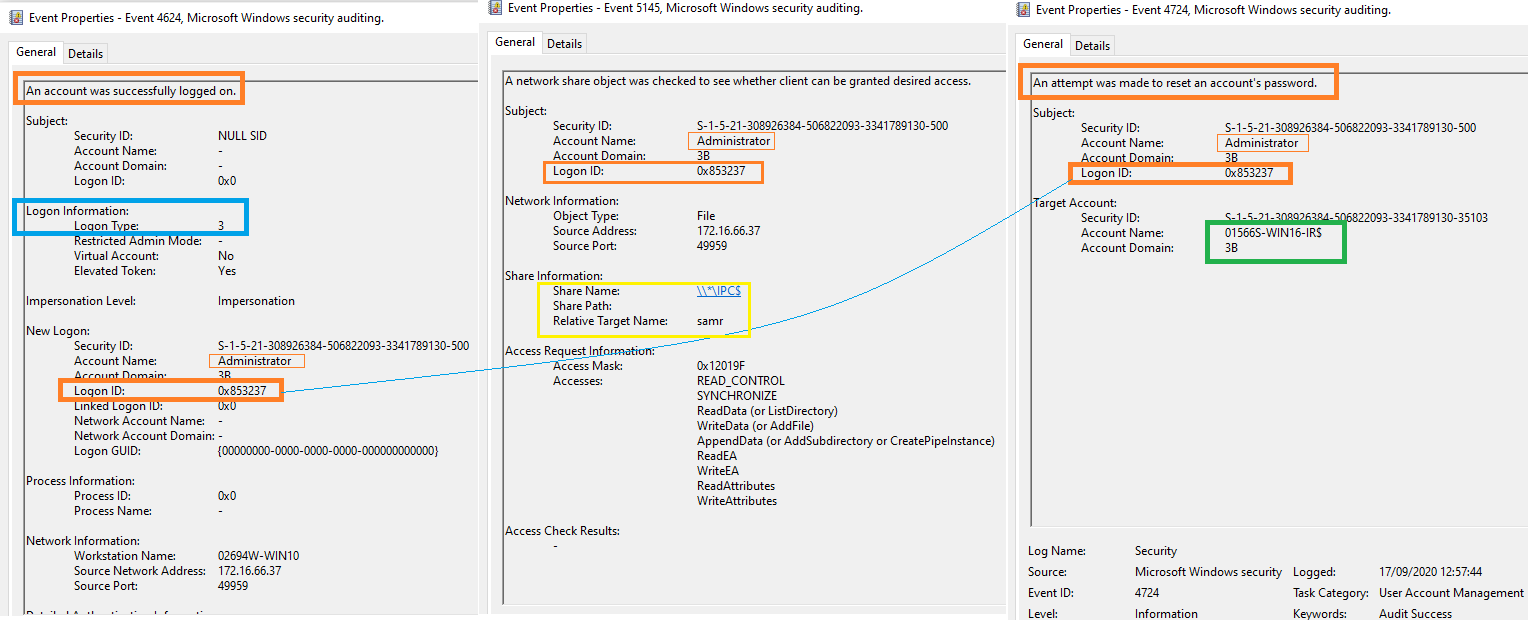 Event Properties - Event 4624, Microsoft Windows security auditing.
General Details
An account was successfully logged on.
Subject:
Security ID: NULL SID
Account Name: -
Account Domain: -
Logon ID: 0x0
Logon Information:
Logon Type: 3
Restricted Admin Mode: -
Virtual Account: No
Elevated Token: Yes
Impersonation Level: Impersonation
New Logon:
Security ID: S-1-5-21-308926384-506822093-3341789130-500
Account Name: Administrator
Account Domain: 3B
Logon ID: 0x853237
Linked Logon ID: 0x0
Network Account Name: -
Network Account Domain: -
Logon GUID: {00000000-0000-0000-0000-000000000000}
Process Information:
Process ID: 0x0
Process Name: -
Network Information:
Workstation Name: 02694W-WIN10
Source Network Address: 172.16.66.37
Source Port: 49959
Event Properties - Event 5145, Microsoft Windows security auditing.
General Details
A network share object was checked to see whether client can be granted desired access.
Subject:
Security ID: S-1-5-21-308926384-506822093-3341789130-500
Account Name: Administrator
Account Domain: 3B
Logon ID: 0x853237
Network Information:
Object Type: File
Source Address: 172.16.66.37
Source Port: 49959
Share Information:
Share Name: \\*\IPC$
Share Path:
Relative Target Name: samr
Access Request Information:
Access Mask: 0x12019F
Accesses: READ_CONTROL
SYNCHRONIZE
ReadData (or ListDirectory)
WriteData (or AddFile)
AppendData (or AddSubdirectory or CreatePipeInstance)
ReadEA
WriteEA
ReadAttributes
WriteAttributes
Access Check Results:
-
Event Properties - Event 4724, Microsoft Windows security auditing.
General Details
An attempt was made to reset an account's password.
Subject:
Security ID: S-1-5-21-308926384-506822093-3341789130-500
Account Name: Administrator
Account Domain: 3B
Logon ID: 0x853237
Target Account:
Security ID: S-1-5-21-308926384-506822093-3341789130-35103
Account Name: 01566S-WIN16-IR$
Account Domain: 3B
Log Name: Security
Source: Microsoft Windows security Logged: 17/09/2020 12:57:44
Event ID: 4724 Task Category: User Account Management
Level: Information Keywords: Audit Success